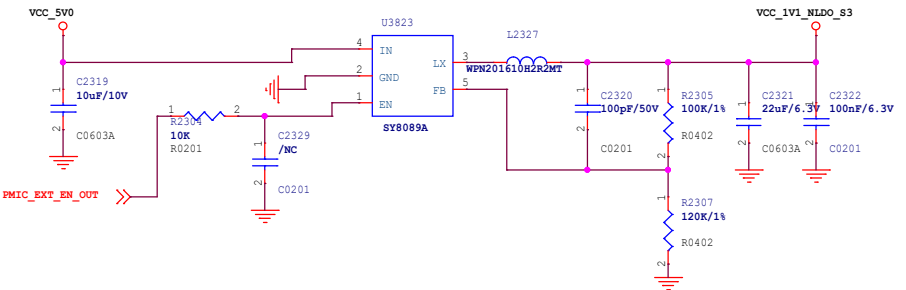 VCC_5V0
VCC_1V1_NLDO_S3
U3823
L2327
4
IN
3
LX
WPN201610H2R2MT
C2319
10uF/10V
1
2
C0603A
2
GND
5
FB
1
EN
SY8089A
1
2
R2304
10K
R0201
C2329
/NC
1
2
C0201
PMIC_EXT_EN_OUT
C2320
100pF/50V
1
2
C0201
R2305
100K/1%
1
2
R0402
C2321
22uF/6.3V
1
2
C0603A
C2322
100nF/6.3V
1
2
C0201
R2307
120K/1%
1
2
R0402